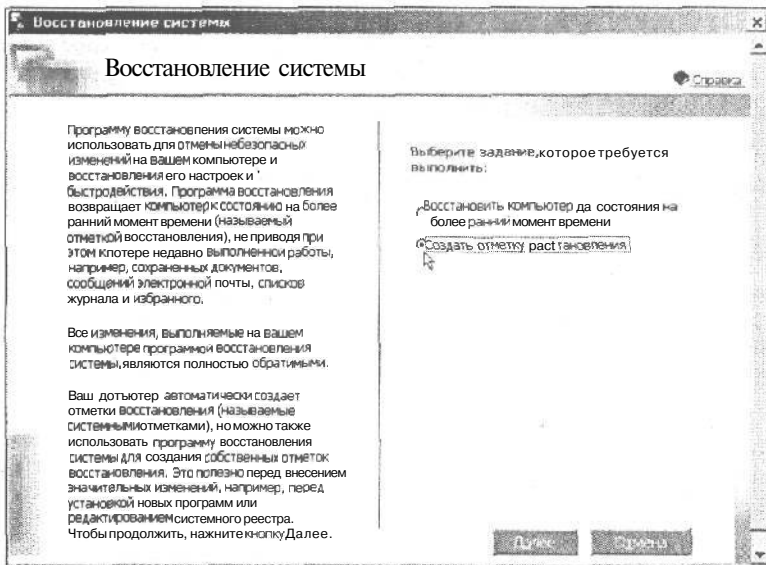 Восстановление системы
Восстановление системы
Справка
Программу восстановления системы можно
использовать для отмены небезопасных
изменений на вашем компьютере и
восстановления его настроек и '
быстродействия. Программа восстановления
возвращает компьютер к состоянию на более
ранний момент времени (называемый
отметкой восстановления), не приводя при
этом к потере недавно выполненной работы,
например, сохраненных документов,
сообщений электронной почты, списков
журнала и избранного.
Все изменения, выполняемые на вашем
компьютере программой восстановления
системы, являются полностью обратимыми.
Ваш дотъютер автоматически создает
отметки восстановления (называемые
системными отметками), но можно также
использовать программу восстановления
системы для создания собственных отметок
восстановления. Это полезно перед внесением
значительных изменений, например, перед
установкой новых программ или
редактированием системного реестра.
Чтобы продолжить, нажмите кнопку Далее.
Выберите задание, которое требуется
выполнить:
Восстановить компьютер да состояния на
более ранний момент времени
Создать отметку расt тановления
Далее
Отмена